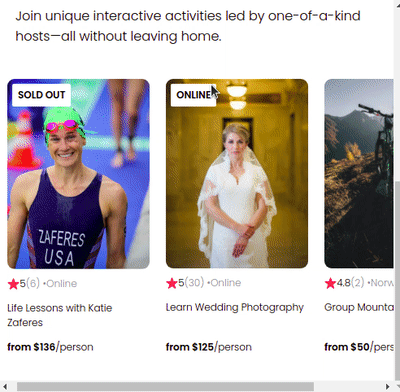 Join unique interactive activities led by one-of-a-kind
hosts—all without leaving home.
SOLD OUT
ZAFERES
USA
5(6) •Online
Life Lessons with Katie
Zaferes
from $136/person
ONLINE
5(30) •Online
Learn Wedding Photography
from $125/person
4.8(2) •Norw
Group Mounta
from $50/pers